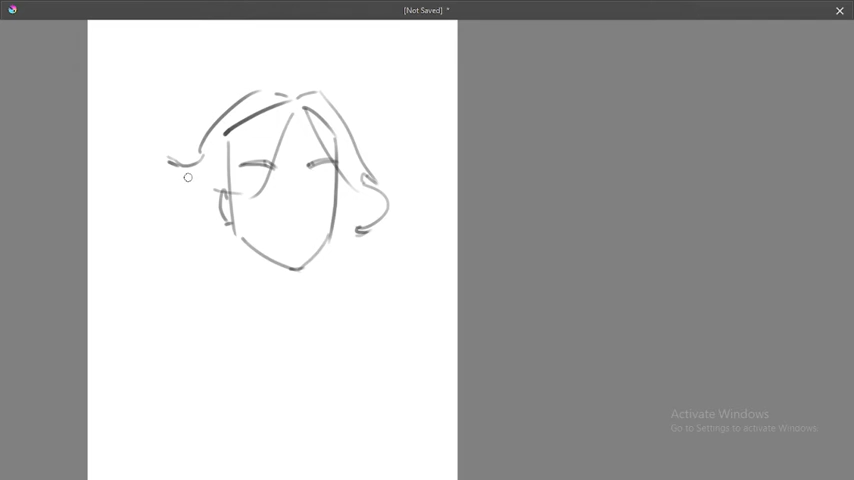 [Not Saved] *
Activate Windows
Go to Settings to activate Windows.